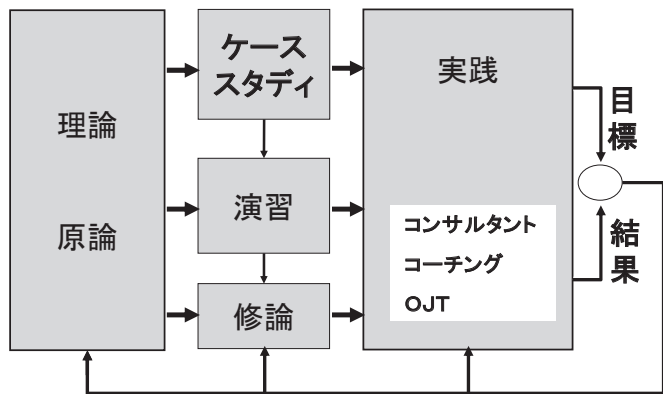 理論
原論
ケース
スタディ
演習
修論
実践
コンサルタント
コーチング
OJT
目標
結果